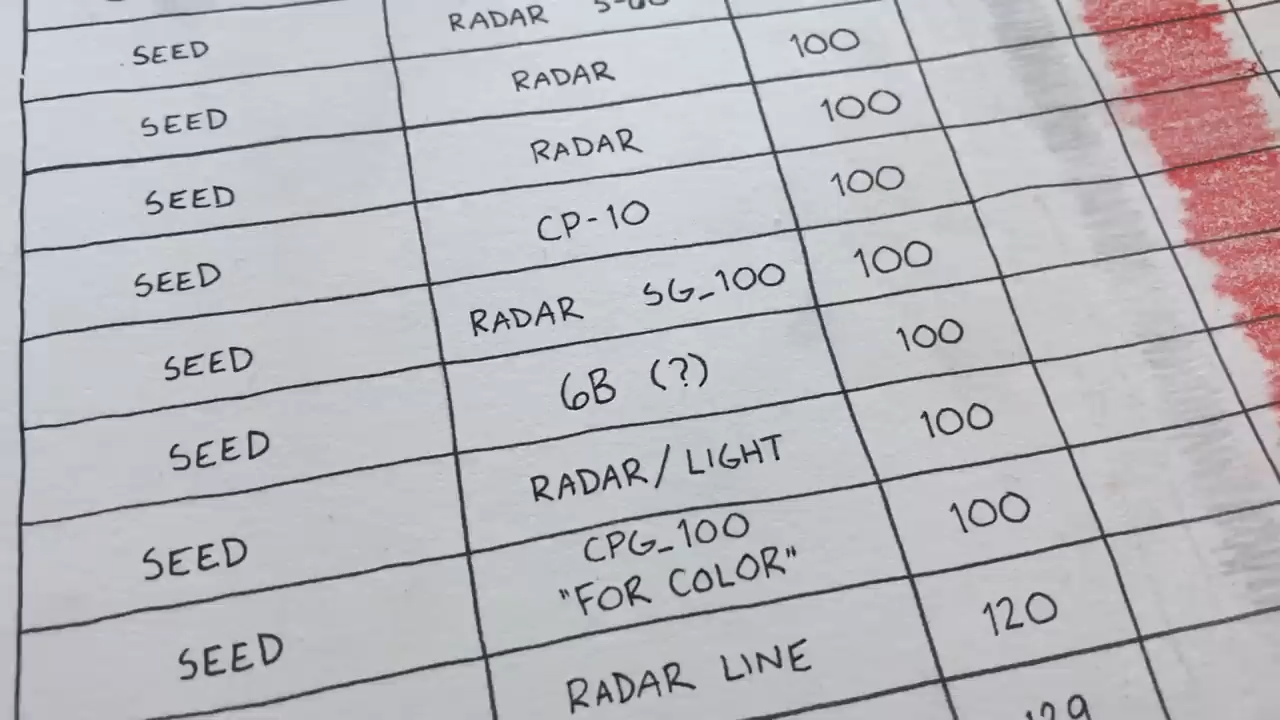 SEED RADAR
SEED RADAR 100
SEED RADAR 100
SEED CP-10 100
SEED RADAR SG_100 100
SEED 6B (?) 100
SEED RADAR/LIGHT 100
SEED CPG_100 100
"FOR COLOR"
RADAR LINE 120